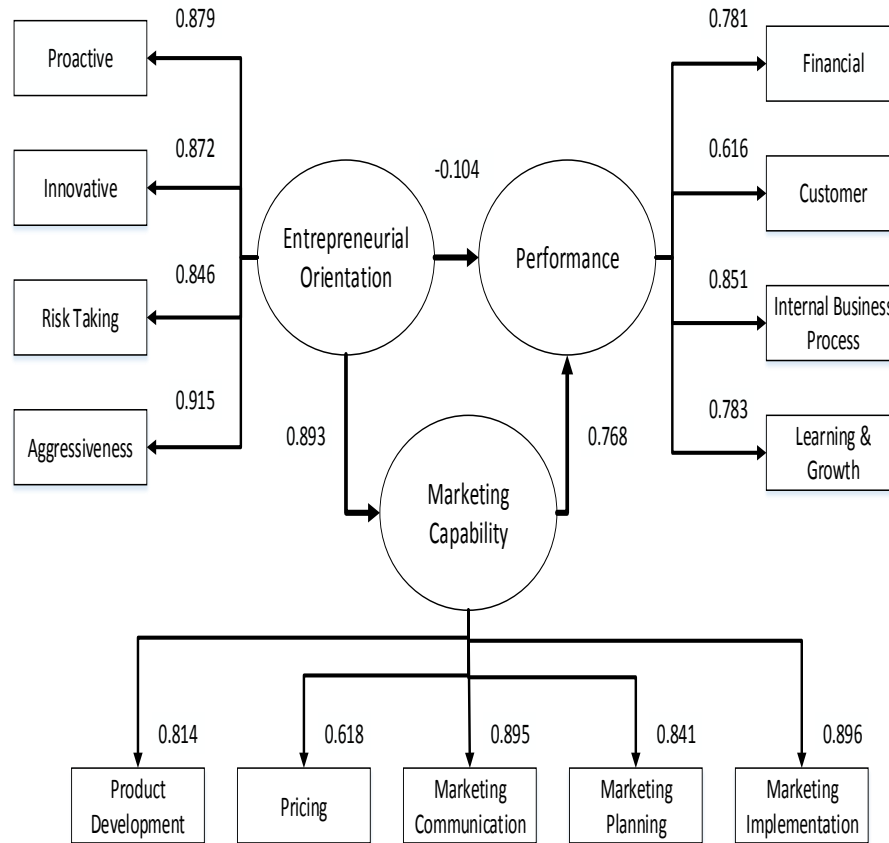 0.879
Proactive
0.872
Innovative
0.846
Risk Taking
0.915
Aggressiveness
Entrepreneurial
Orientation
-0.104
Performance
0.893
0.768
Marketing
Capability
0.781
Financial
0.616
Customer
0.851
Internal Business
Process
0.783
Learning &
Growth
0.814
Product
Development
0.618
Pricing
0.895
Marketing
Communication
0.841
Marketing
Planning
0.896
Marketing
Implementation